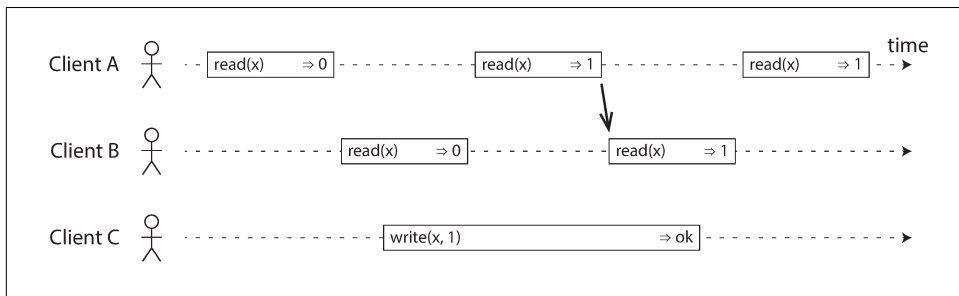 time
Client A read(x) ⇒ 0 read(x) ⇒ 1 read(x) ⇒ 1
Client B read(x) ⇒ 0 read(x) ⇒ 1
Client C write(x, 1) ⇒ ok